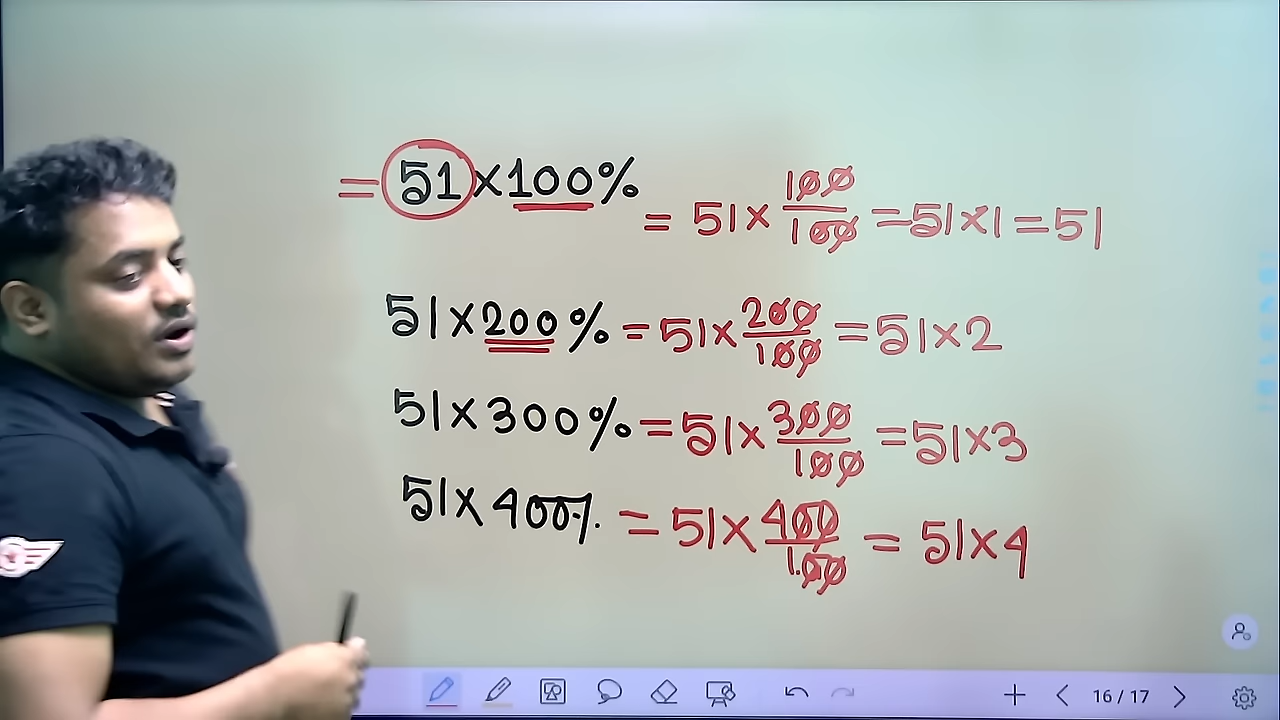 = 51 × 100% = 51 × 100/100 = 51 × 1 = 51
51 × 200% = 51 × 200/100 = 51 × 2
51 × 300% = 51 × 300/100 = 51 × 3
51 × 400% = 51 × 400/100 = 51 × 4
16 / 17